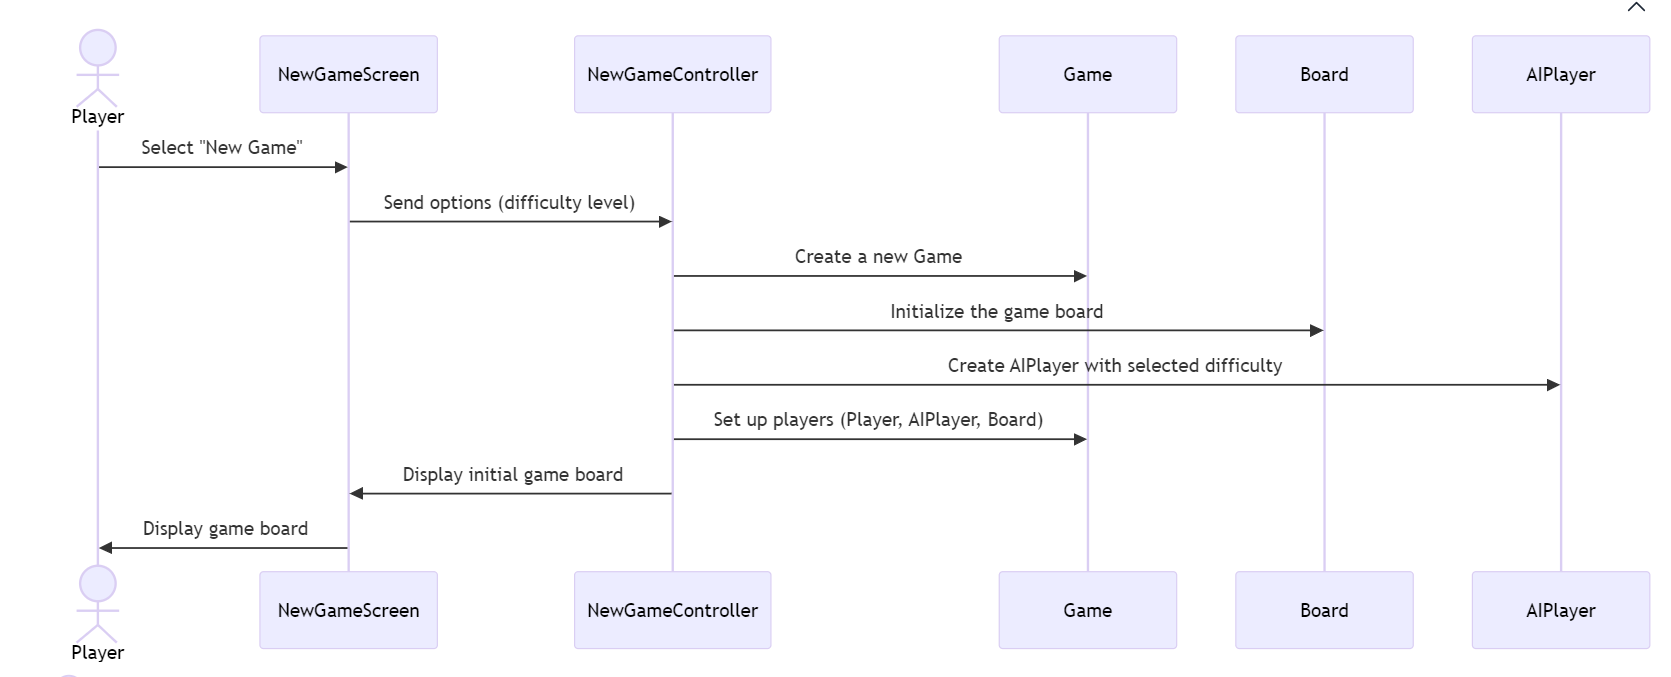 Player
NewGameScreen
NewGameController
Game
Board
AIPlayer
Select "New Game"
Send options (difficulty level)
Create a new Game
Initialize the game board
Create AIPlayer with selected difficulty
Set up players (Player, AIPlayer, Board)
Display initial game board
Display game board
Player
NewGameScreen
NewGameController
Game
Board
AIPlayer